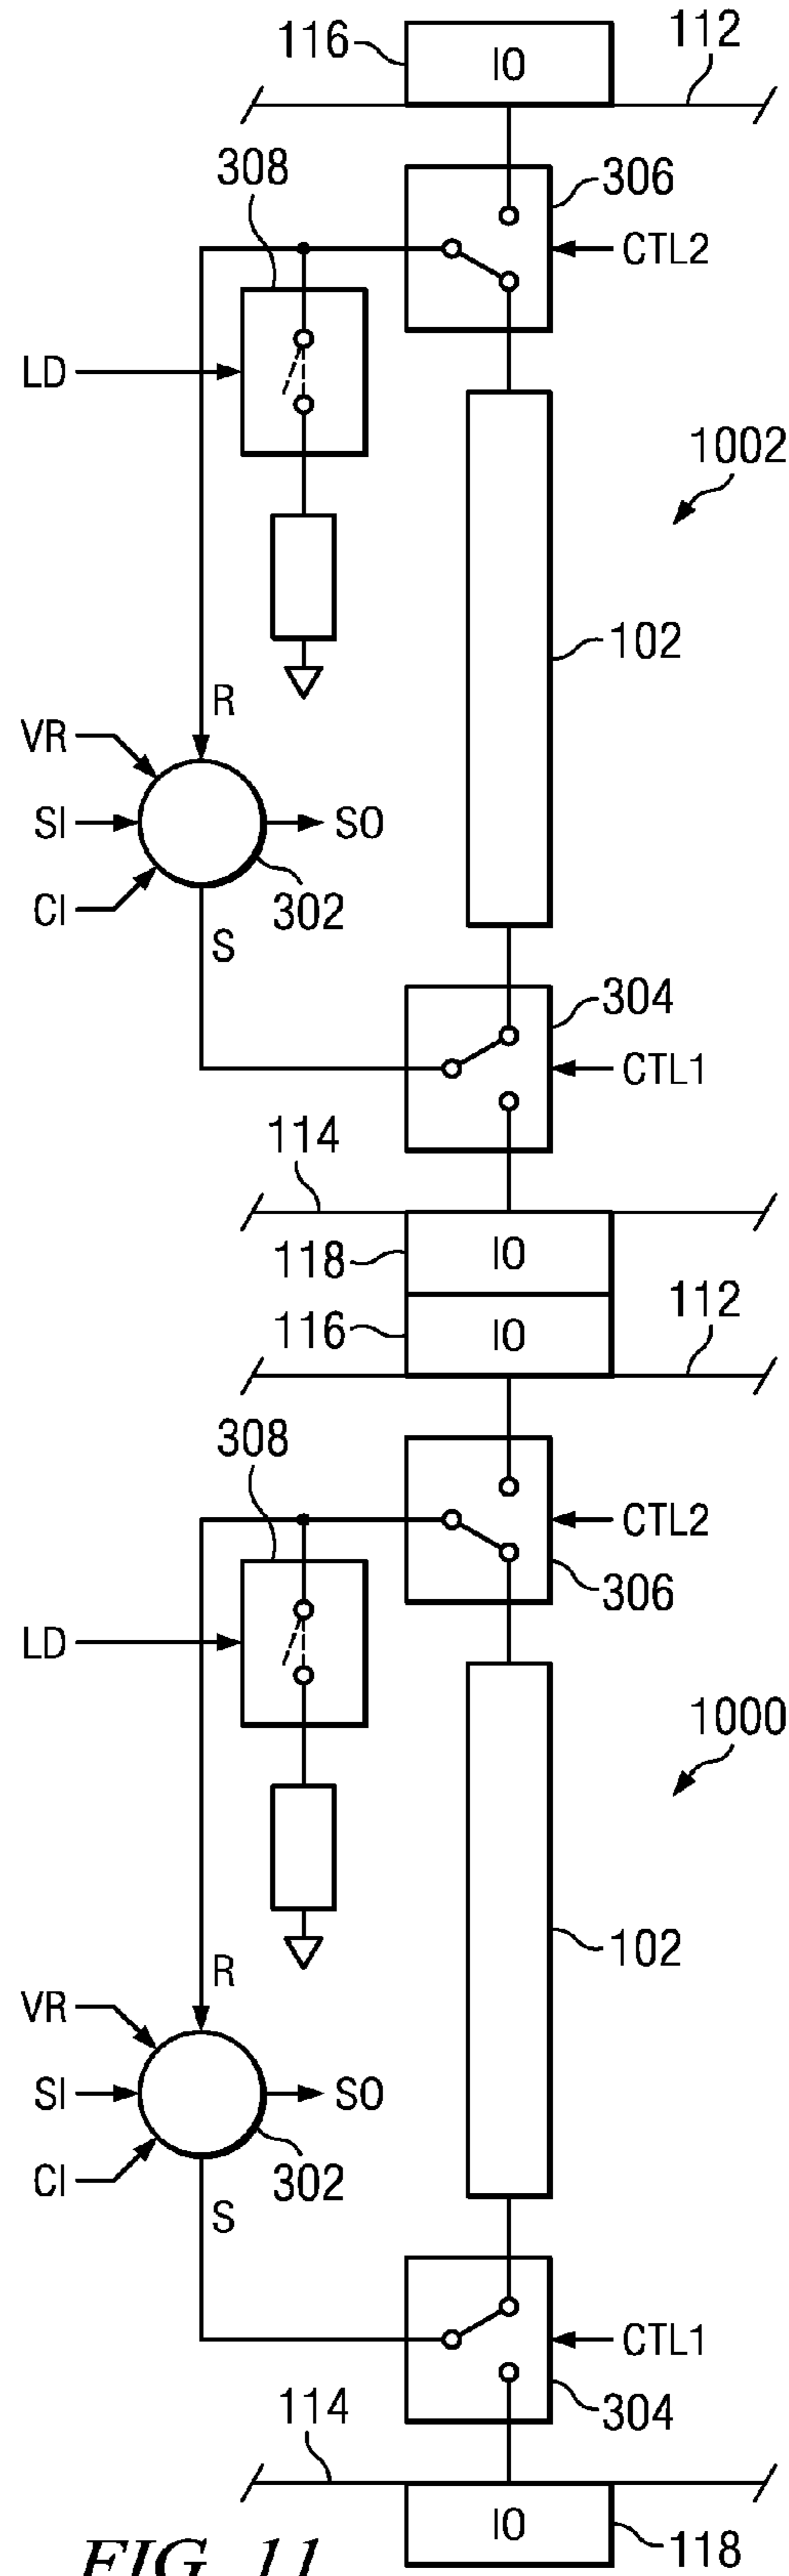 116 IO 112
308 306
CTL2
LD
1002
102
R
VR
SI SO
CI 302
S
304
CTL1
114
118 IO
116 IO 112
308
CTL2
306
LD
1000
102
R
VR
SI SO
CI 302
S
CTL1
304
114
IO 118
FIG. 11